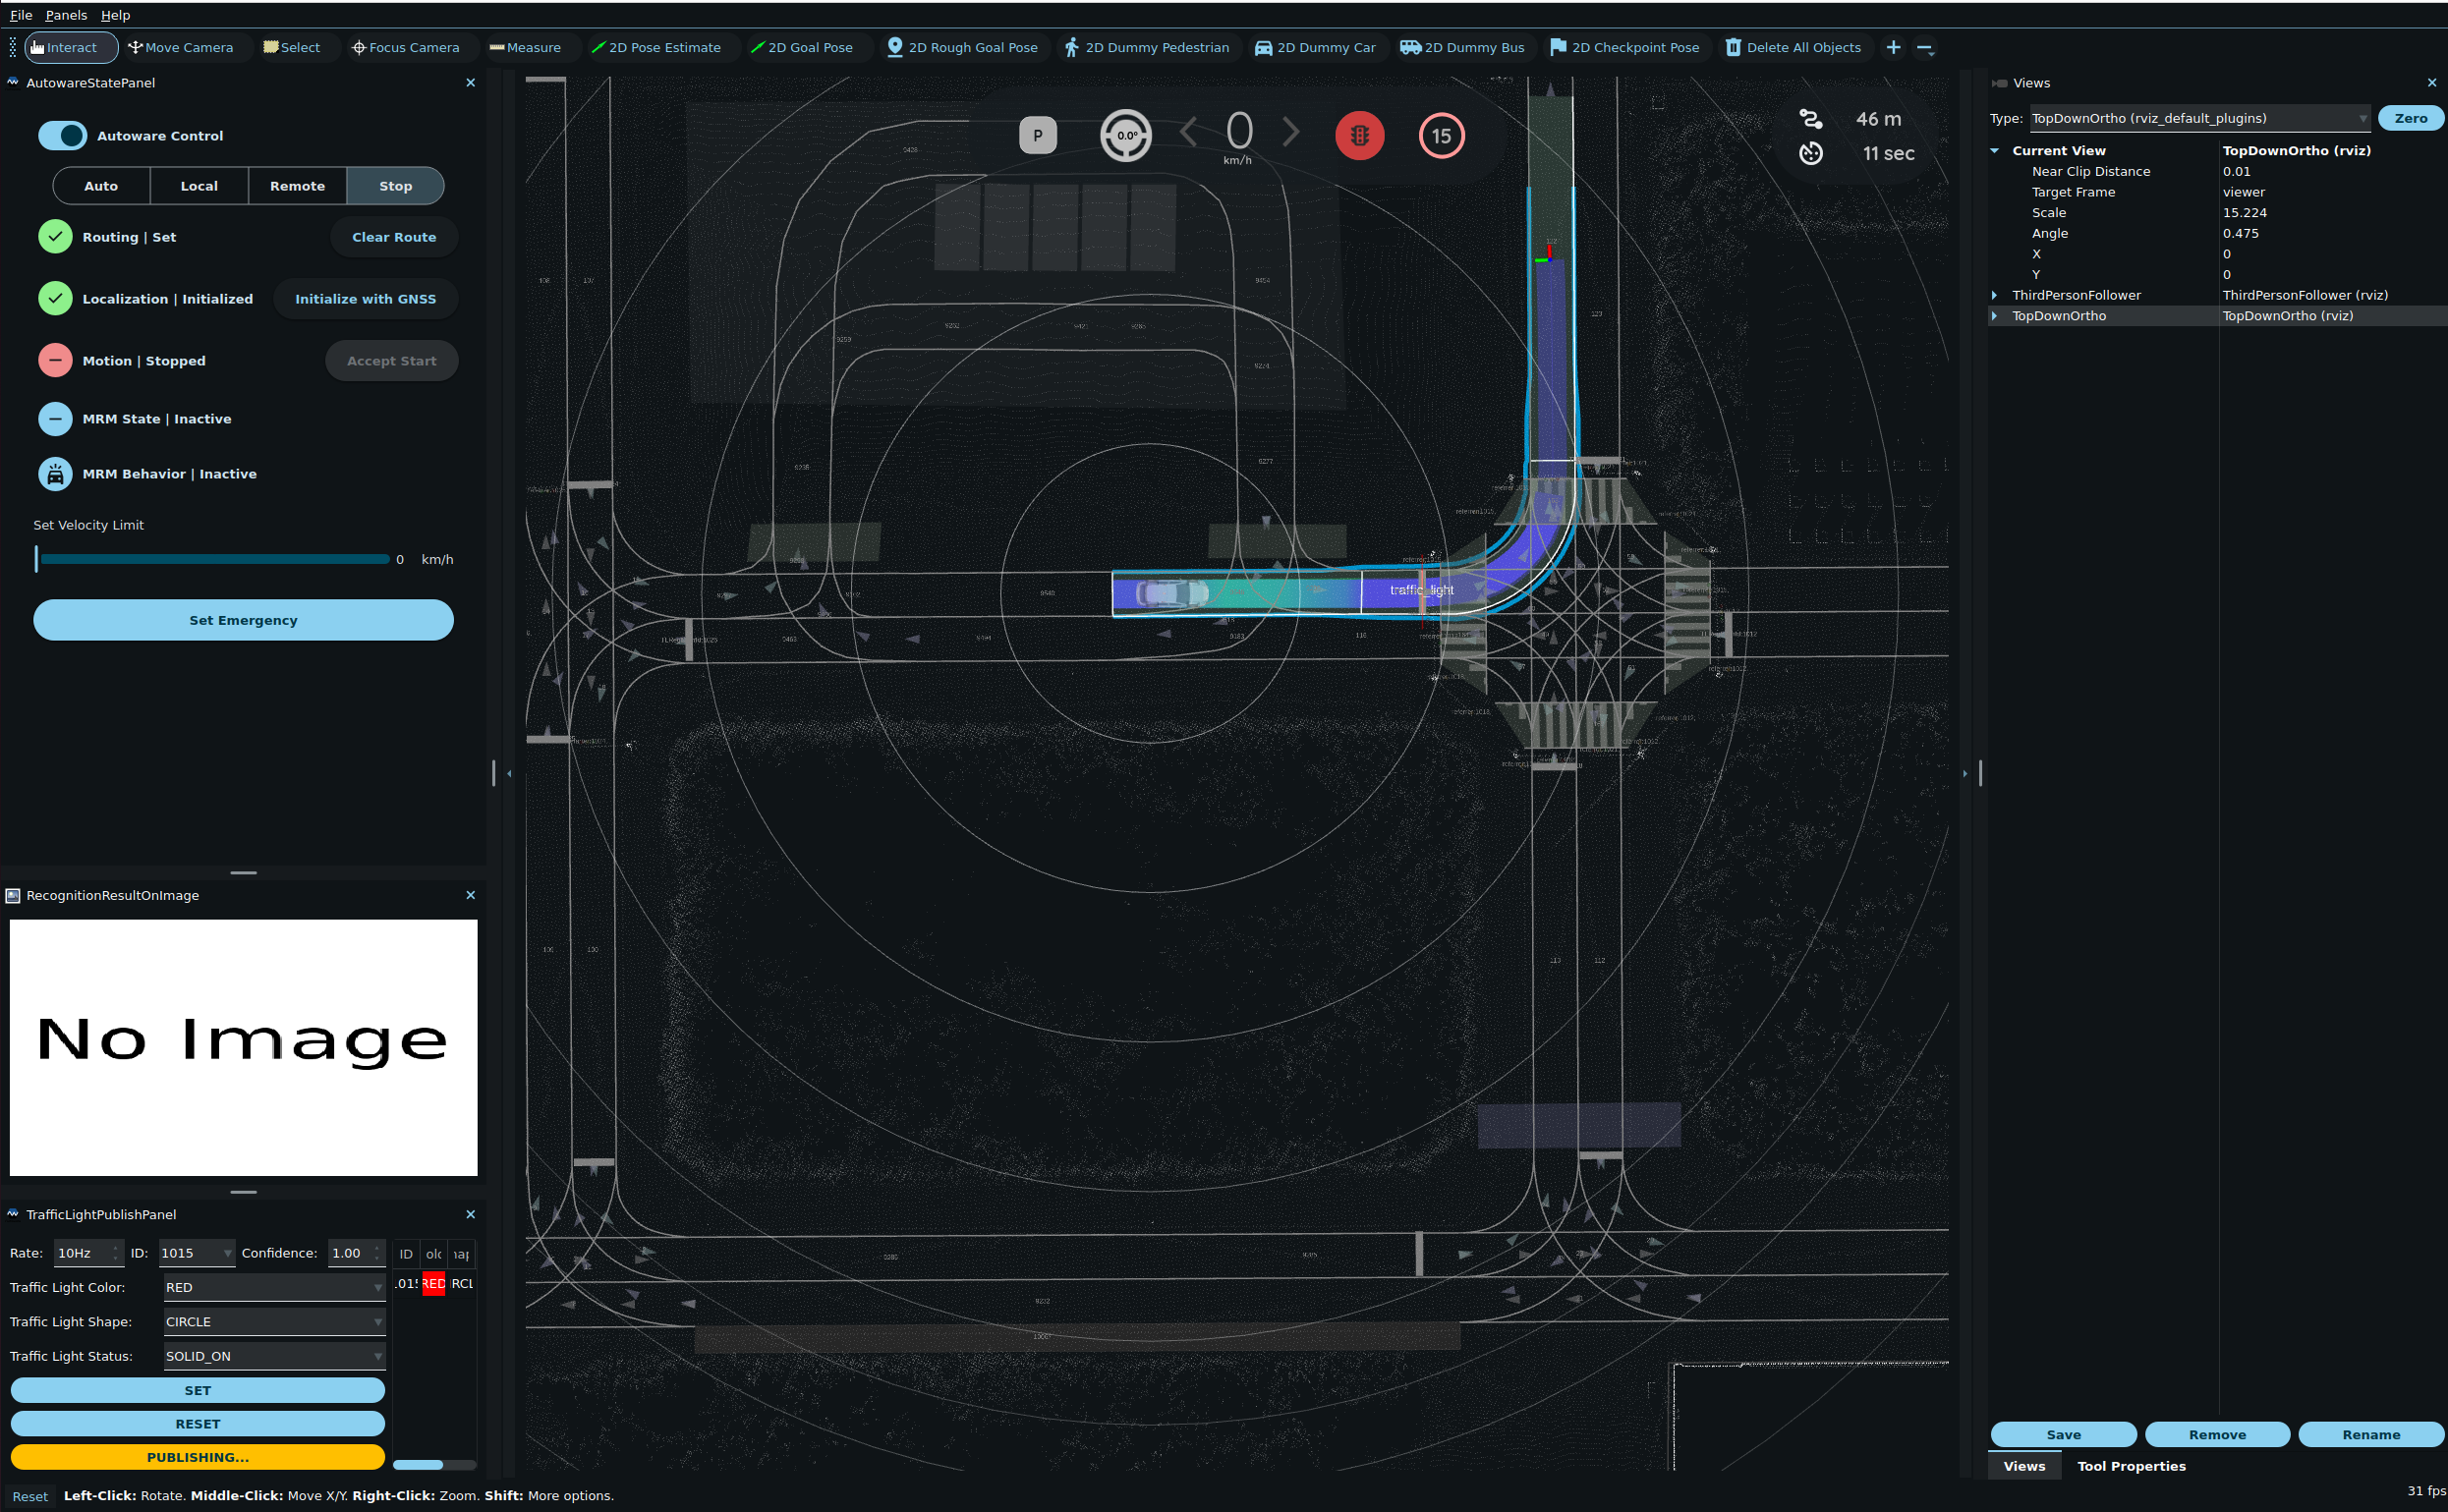 File Panels Help
Interact Move Camera Select Focus Camera Measure 2D Pose Estimate 2D Goal Pose 2D Rough Goal Pose 2D Dummy Pedestrian 2D Dummy Car 2D Dummy Bus 2D Checkpoint Pose Delete All Objects
AutowareStatePanel
Autoware Control
Auto Local Remote Stop
Routing | Set Clear Route
Localization | Initialized Initialize with GNSS
Motion | Stopped Accept Start
MRM State | Inactive
MRM Behavior | Inactive
Set Velocity Limit
0 km/h
Set Emergency
RecognitionResultOnImage
No Image
TrafficLightPublishPanel
Rate: 10Hz ID: 1015 Confidence: 1.00
Traffic Light Color: RED
Traffic Light Shape: CIRCLE
Traffic Light Status: SOLID_ON
SET
RESET
PUBLISHING...
ID
RED
P 0.0° 0 km/h 15
46 m
11 sec
traffic_light
Views
Type: TopDownOrtho (rviz_default_plugins) Zero
Current View TopDownOrtho (rviz)
Near Clip Distance 0.01
Target Frame viewer
Scale 15.224
Angle 0.475
X 0
Y 0
ThirdPersonFollower ThirdPersonFollower (rviz)
TopDownOrtho TopDownOrtho (rviz)
Save Remove Rename
Views Tool Properties
Reset Left-Click: Rotate. Middle-Click: Move X/Y. Right-Click: Zoom. Shift: More options.
31 fps